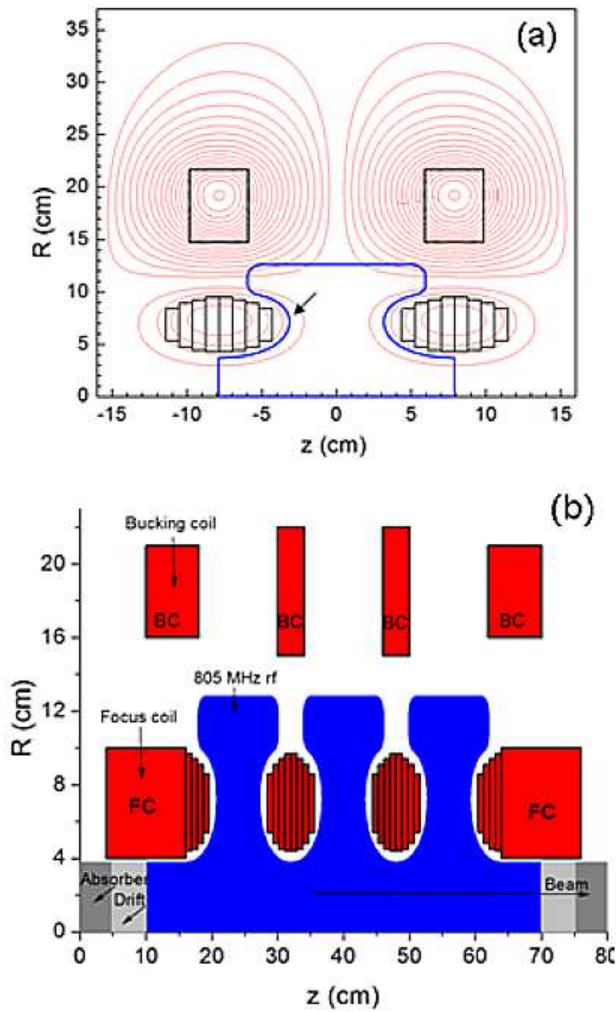 (a)
35
30
25
20
15
10
5
0
R (cm)
-15 -10 -5 0 5 10 15
z (cm)
(b)
Bucking coil
BC BC BC BC
805 MHz rf
Focus coil
FC FC
Absorber
Drift
Beam
20
16
12
8
4
0
R (cm)
0 10 20 30 40 50 60 70 80
z (cm)